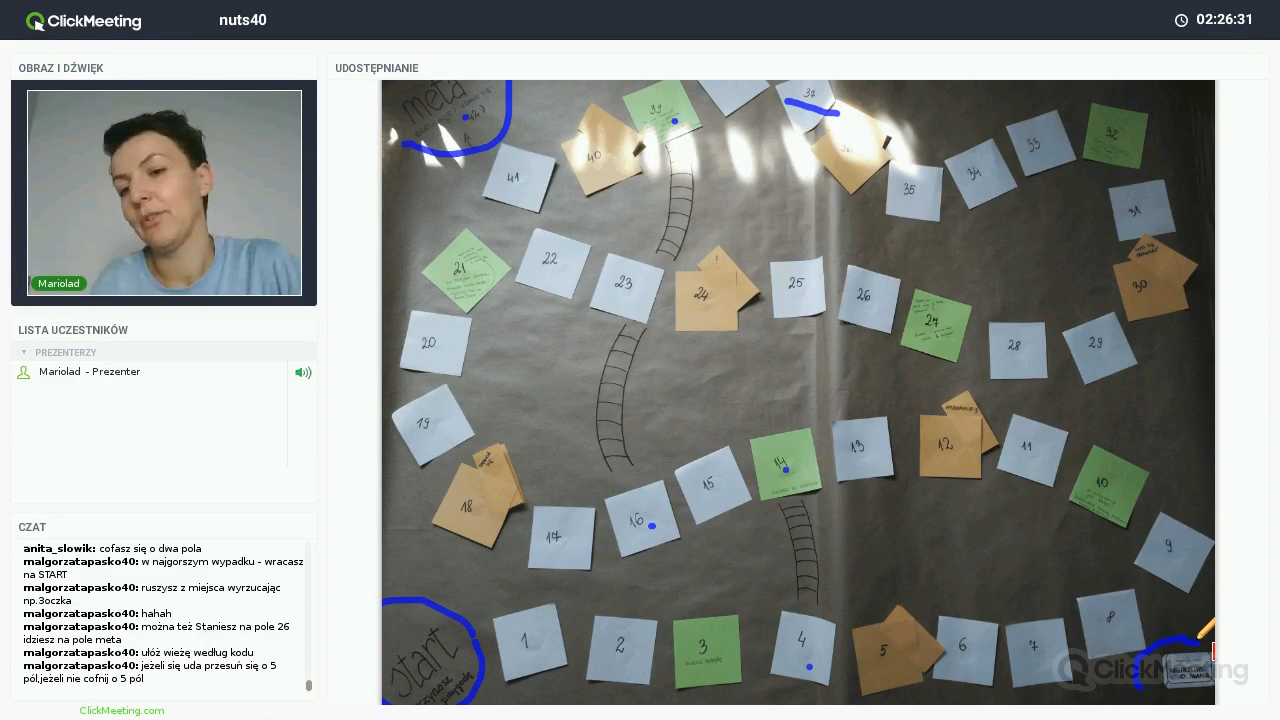 ClickMeeting
nuts40
02:26:31
OBRAZ I DŹWIĘK
UDOSTĘPNIANIE
Mariolad
LISTA UCZESTNIKÓW
PREZENTERZY
Mariolad - Prezenter
CZAT
anita_slowik: cofasz się o dwa pola
malgorzatapasko40: w najgorszym wypadku - wracasz
na START
malgorzatapasko40: ruszysz z miejsca wyrzucając
np.3oczka
malgorzatapasko40: hahah
malgorzatapasko40: można też Staniesz na pole 26
idziesz na pole meta
malgorzatapasko40: ułóż wieżę według kodu
malgorzatapasko40: jeżeli się uda przesuń się o 5
pól,jeżeli nie cofnij o 5 pól
ClickMeeting.com
meta
39
37
40
41
35
34
33
32
31
30
21
22
23
24
25
26
27
28
29
20
19
18
17
16
15
14
13
12
11
10
9
start
1
2
3
4
5
6
7
8
ClickMeeting